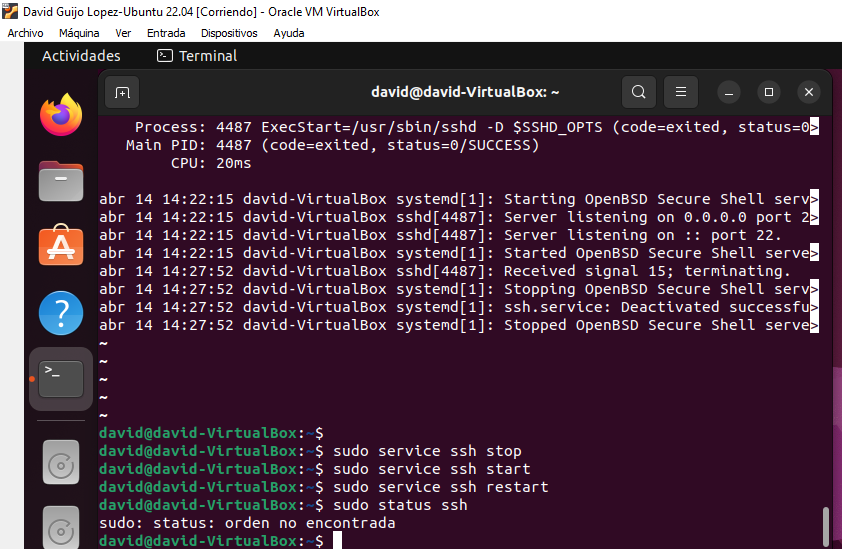 David Guijo Lopez-Ubuntu 22.04 [Corriendo] - Oracle VM VirtualBox
Archivo Máquina Ver Entrada Dispositivos Ayuda
Actividades Terminal
david@david-VirtualBox: ~
Process: 4487 ExecStart=/usr/sbin/sshd -D $SSHD_OPTS (code=exited, status=0>
Main PID: 4487 (code=exited, status=0/SUCCESS)
CPU: 20ms
abr 14 14:22:15 david-VirtualBox systemd[1]: Starting OpenBSD Secure Shell serv>
abr 14 14:22:15 david-VirtualBox sshd[4487]: Server listening on 0.0.0.0 port 2>
abr 14 14:22:15 david-VirtualBox sshd[4487]: Server listening on :: port 22.
abr 14 14:22:15 david-VirtualBox systemd[1]: Started OpenBSD Secure Shell serve>
abr 14 14:27:52 david-VirtualBox sshd[4487]: Received signal 15; terminating.
abr 14 14:27:52 david-VirtualBox systemd[1]: Stopping OpenBSD Secure Shell serv>
abr 14 14:27:52 david-VirtualBox systemd[1]: ssh.service: Deactivated successfu>
abr 14 14:27:52 david-VirtualBox systemd[1]: Stopped OpenBSD Secure Shell serve>
~
~
~
~
~
david@david-VirtualBox:~$
david@david-VirtualBox:~$ sudo service ssh stop
david@david-VirtualBox:~$ sudo service ssh start
david@david-VirtualBox:~$ sudo service ssh restart
david@david-VirtualBox:~$ sudo status ssh
sudo: status: orden no encontrada
david@david-VirtualBox:~$